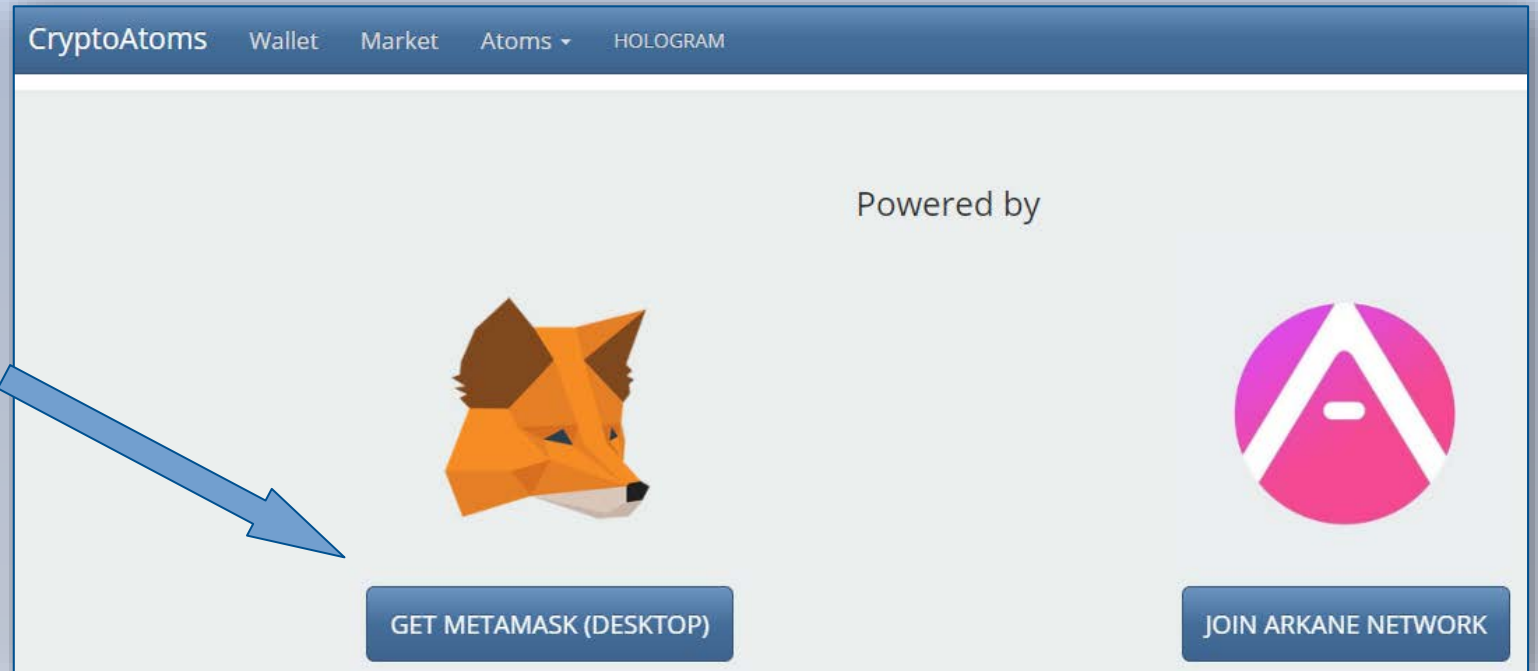 CryptoAtoms Wallet Market Atoms HOLOGRAM
Powered by
GET METAMASK (DESKTOP) JOIN ARKANE NETWORK